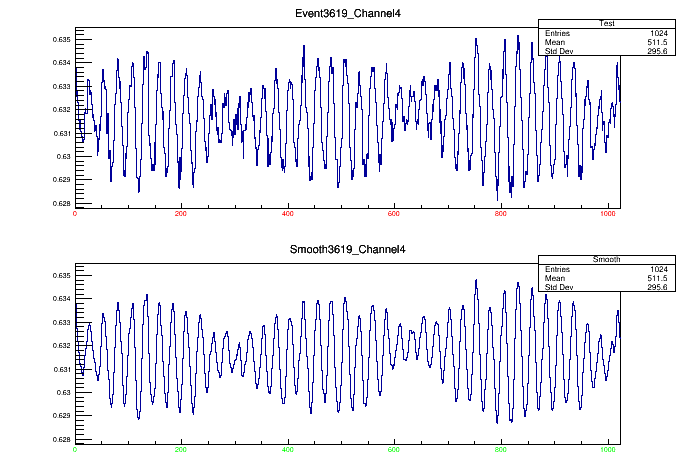 Event3619_Channel4
Test
Entries 1024
Mean 511.5
Std Dev 295.6
0.635
0.634
0.633
0.632
0.631
0.63
0.629
0.628
0 200 400 600 800 1000
Smooth3619_Channel4
Smooth
Entries 1024
Mean 511.5
Std Dev 295.6
0.635
0.634
0.633
0.632
0.631
0.63
0.629
0.628
0 200 400 600 800 1000